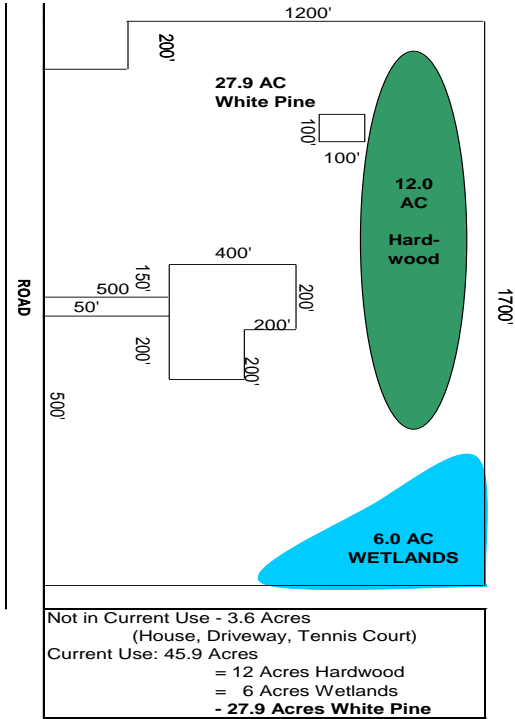 1200'
200'
27.9 AC
White Pine
100'
100'
12.0
AC
Hard-
wood
400'
150'
500
50'
200'
200'
200'
200'
ROAD
1700'
500'
6.0 AC
WETLANDS
Not in Current Use - 3.6 Acres
(House, Driveway, Tennis Court)
Current Use: 45.9 Acres
= 12 Acres Hardwood
= 6 Acres Wetlands
- 27.9 Acres White Pine